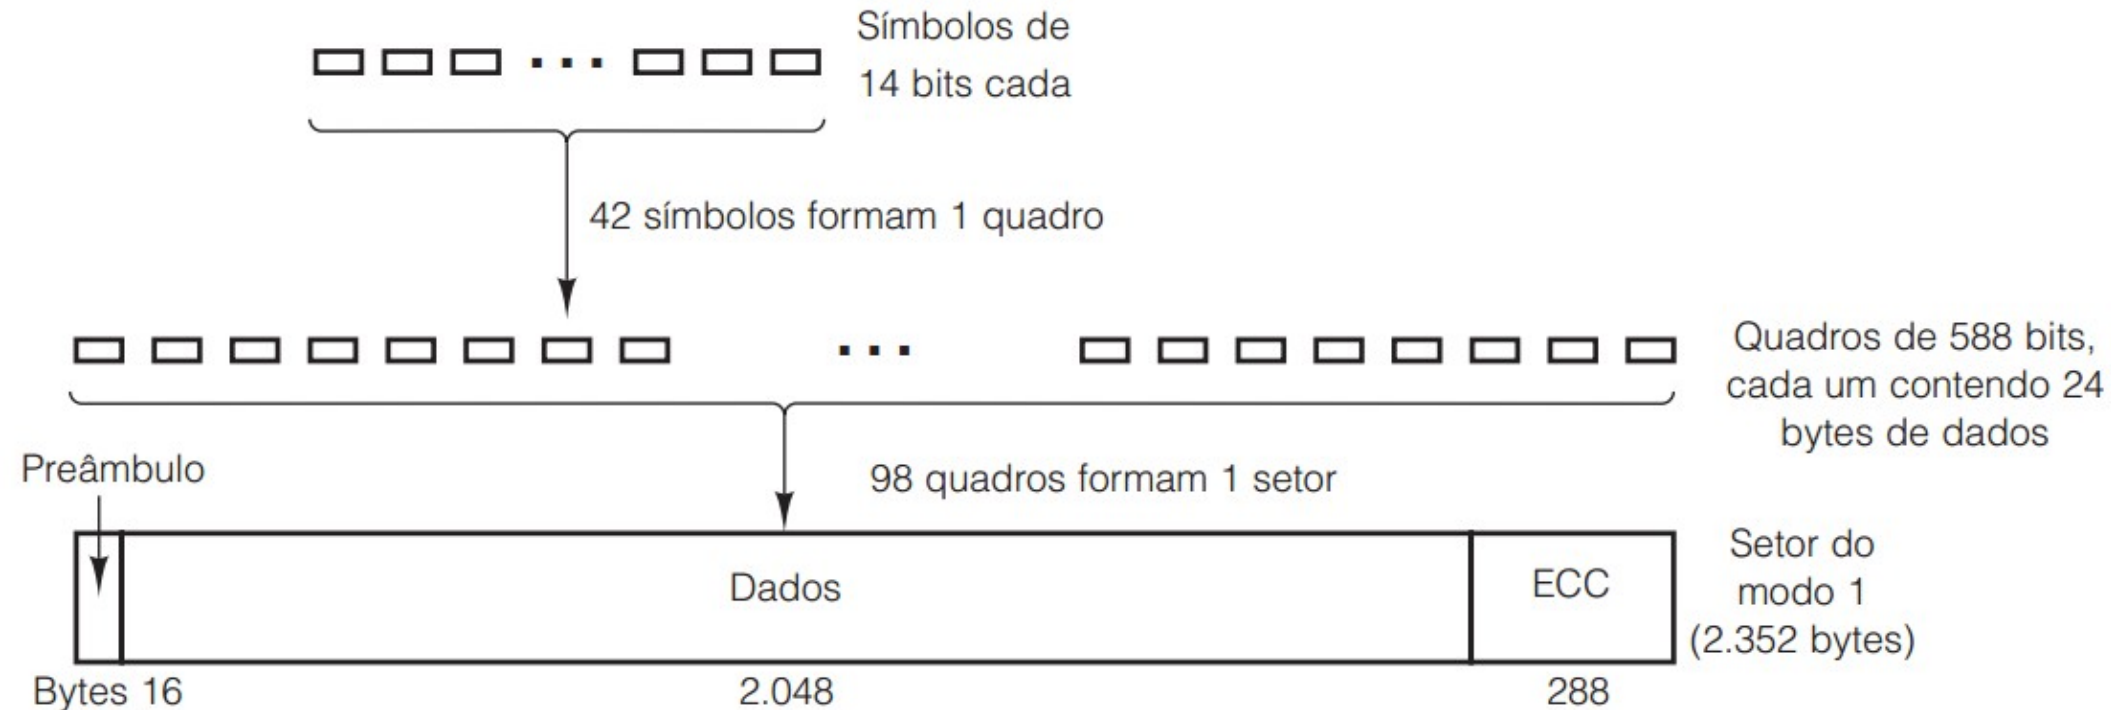 Símbolos de
14 bits cada
42 símbolos formam 1 quadro
Quadros de 588 bits,
cada um contendo 24
bytes de dados
Preâmbulo
98 quadros formam 1 setor
Dados
ECC
Setor do
modo 1
(2.352 bytes)
Bytes 16
2.048
288